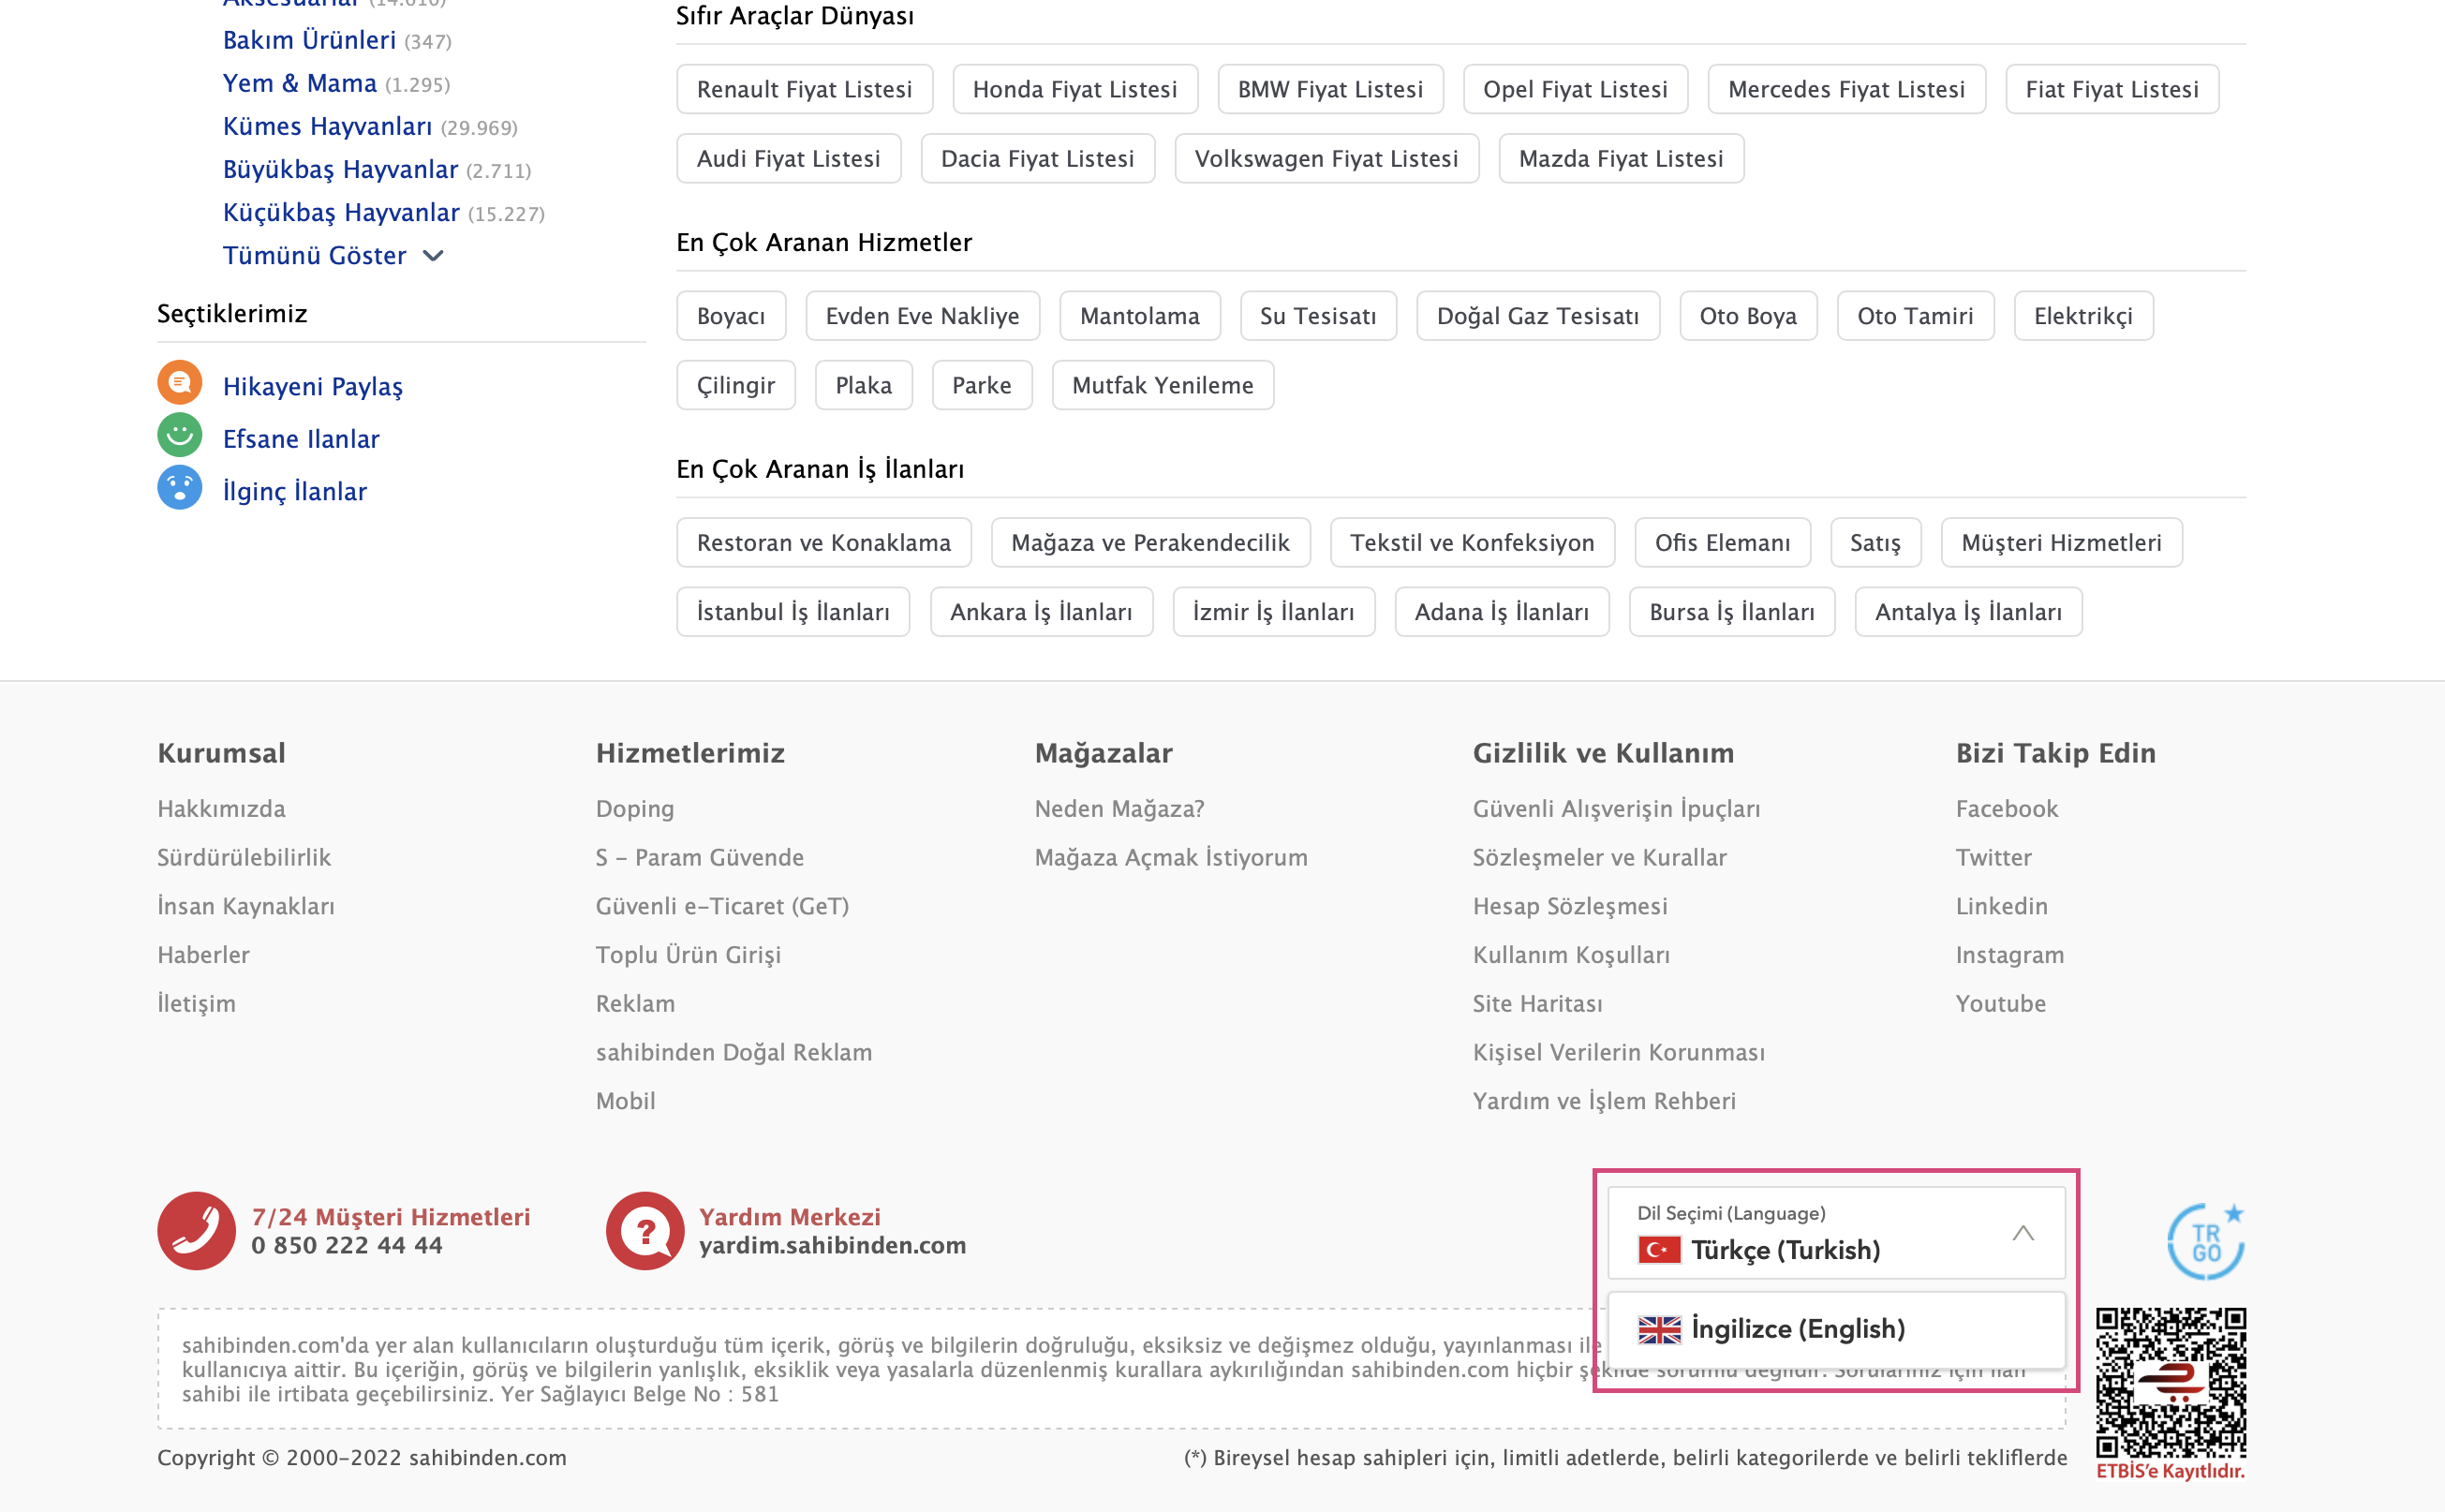 Aksesuarlar (14.616)
Bakım Ürünleri (347)
Yem & Mama (1.295)
Kümes Hayvanları (29.969)
Büyükbaş Hayvanlar (2.711)
Küçükbaş Hayvanlar (15.227)
Tümünü Göster
Seçtiklerimiz
Hikayeni Paylaş
Efsane Ilanlar
İlginç İlanlar
Sıfır Araçlar Dünyası
Renault Fiyat Listesi Honda Fiyat Listesi BMW Fiyat Listesi Opel Fiyat Listesi Mercedes Fiyat Listesi Fiat Fiyat Listesi
Audi Fiyat Listesi Dacia Fiyat Listesi Volkswagen Fiyat Listesi Mazda Fiyat Listesi
En Çok Aranan Hizmetler
Boyacı Evden Eve Nakliye Mantolama Su Tesisatı Doğal Gaz Tesisatı Oto Boya Oto Tamiri Elektrikçi
Çilingir Plaka Parke Mutfak Yenileme
En Çok Aranan İş İlanları
Restoran ve Konaklama Mağaza ve Perakendecilik Tekstil ve Konfeksiyon Ofis Elemanı Satış Müşteri Hizmetleri
İstanbul İş İlanları Ankara İş İlanları İzmir İş İlanları Adana İş İlanları Bursa İş İlanları Antalya İş İlanları
Kurumsal
Hakkımızda
Sürdürülebilirlik
İnsan Kaynakları
Haberler
İletişim
Hizmetlerimiz
Doping
S - Param Güvende
Güvenli e-Ticaret (GeT)
Toplu Ürün Girişi
Reklam
sahibinden Doğal Reklam
Mobil
Mağazalar
Neden Mağaza?
Mağaza Açmak İstiyorum
Gizlilik ve Kullanım
Güvenli Alışverişin İpuçları
Sözleşmeler ve Kurallar
Hesap Sözleşmesi
Kullanım Koşulları
Site Haritası
Kişisel Verilerin Korunması
Yardım ve İşlem Rehberi
Bizi Takip Edin
Facebook
Twitter
Linkedin
Instagram
Youtube
7/24 Müşteri Hizmetleri
0 850 222 44 44
Yardım Merkezi
yardim.sahibinden.com
Dil Seçimi (Language)
Türkçe (Turkish)
İngilizce (English)
TR
GO
sahibinden.com'da yer alan kullanıcıların oluşturduğu tüm içerik, görüş ve bilgilerin doğruluğu, eksiksiz ve değişmez olduğu, yayınlanması ile
kullanıcıya aittir. Bu içeriğin, görüş ve bilgilerin yanlışlık, eksiklik veya yasalarla düzenlenmiş kurallara aykırılığından sahibinden.com hiçbir şekilde sorumlu değildir. Sorularınız için ilan
sahibi ile irtibata geçebilirsiniz. Yer Sağlayıcı Belge No : 581
Copyright © 2000-2022 sahibinden.com
(*) Bireysel hesap sahipleri için, limitli adetlerde, belirli kategorilerde ve belirli tekliflerde
ETBİS'e Kayıtlıdır.